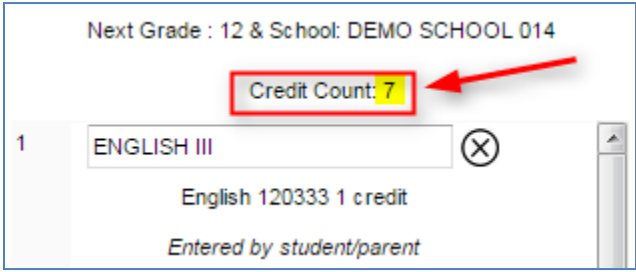 Next Grade : 12 & School: DEMO SCHOOL 014
Credit Count: 7
1 ENGLISH III
English 120333 1 credit
Entered by student/parent